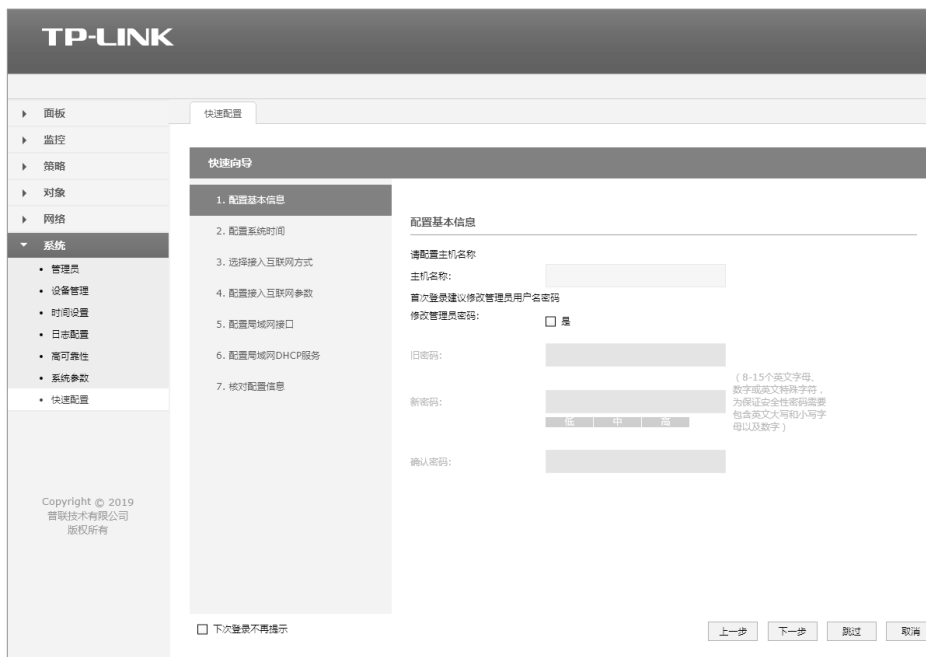 TP-LINK
面板
监控
策略
对象
网络
系统
管理员
设备管理
时间设置
日志配置
高可靠性
系统参数
快速配置
Copyright © 2019
普联技术有限公司
版权所有
快速配置
快速向导
1. 配置基本信息
2. 配置系统时间
3. 选择接入互联网方式
4. 配置接入互联网参数
5. 配置局域网接口
6. 配置局域网DHCP服务
7. 核对配置信息
配置基本信息
请配置主机名称
主机名称:
首次登录建议修改管理员用户名密码
修改管理员密码:
是
旧密码:
新密码:
低 中 高
(8-15个英文字母、
数字或英文特殊字符，
为保证安全性密码需要
包含英文大写和小写字
母以及数字)
确认密码:
下次登录不再提示
上一步 下一步 跳过 取消